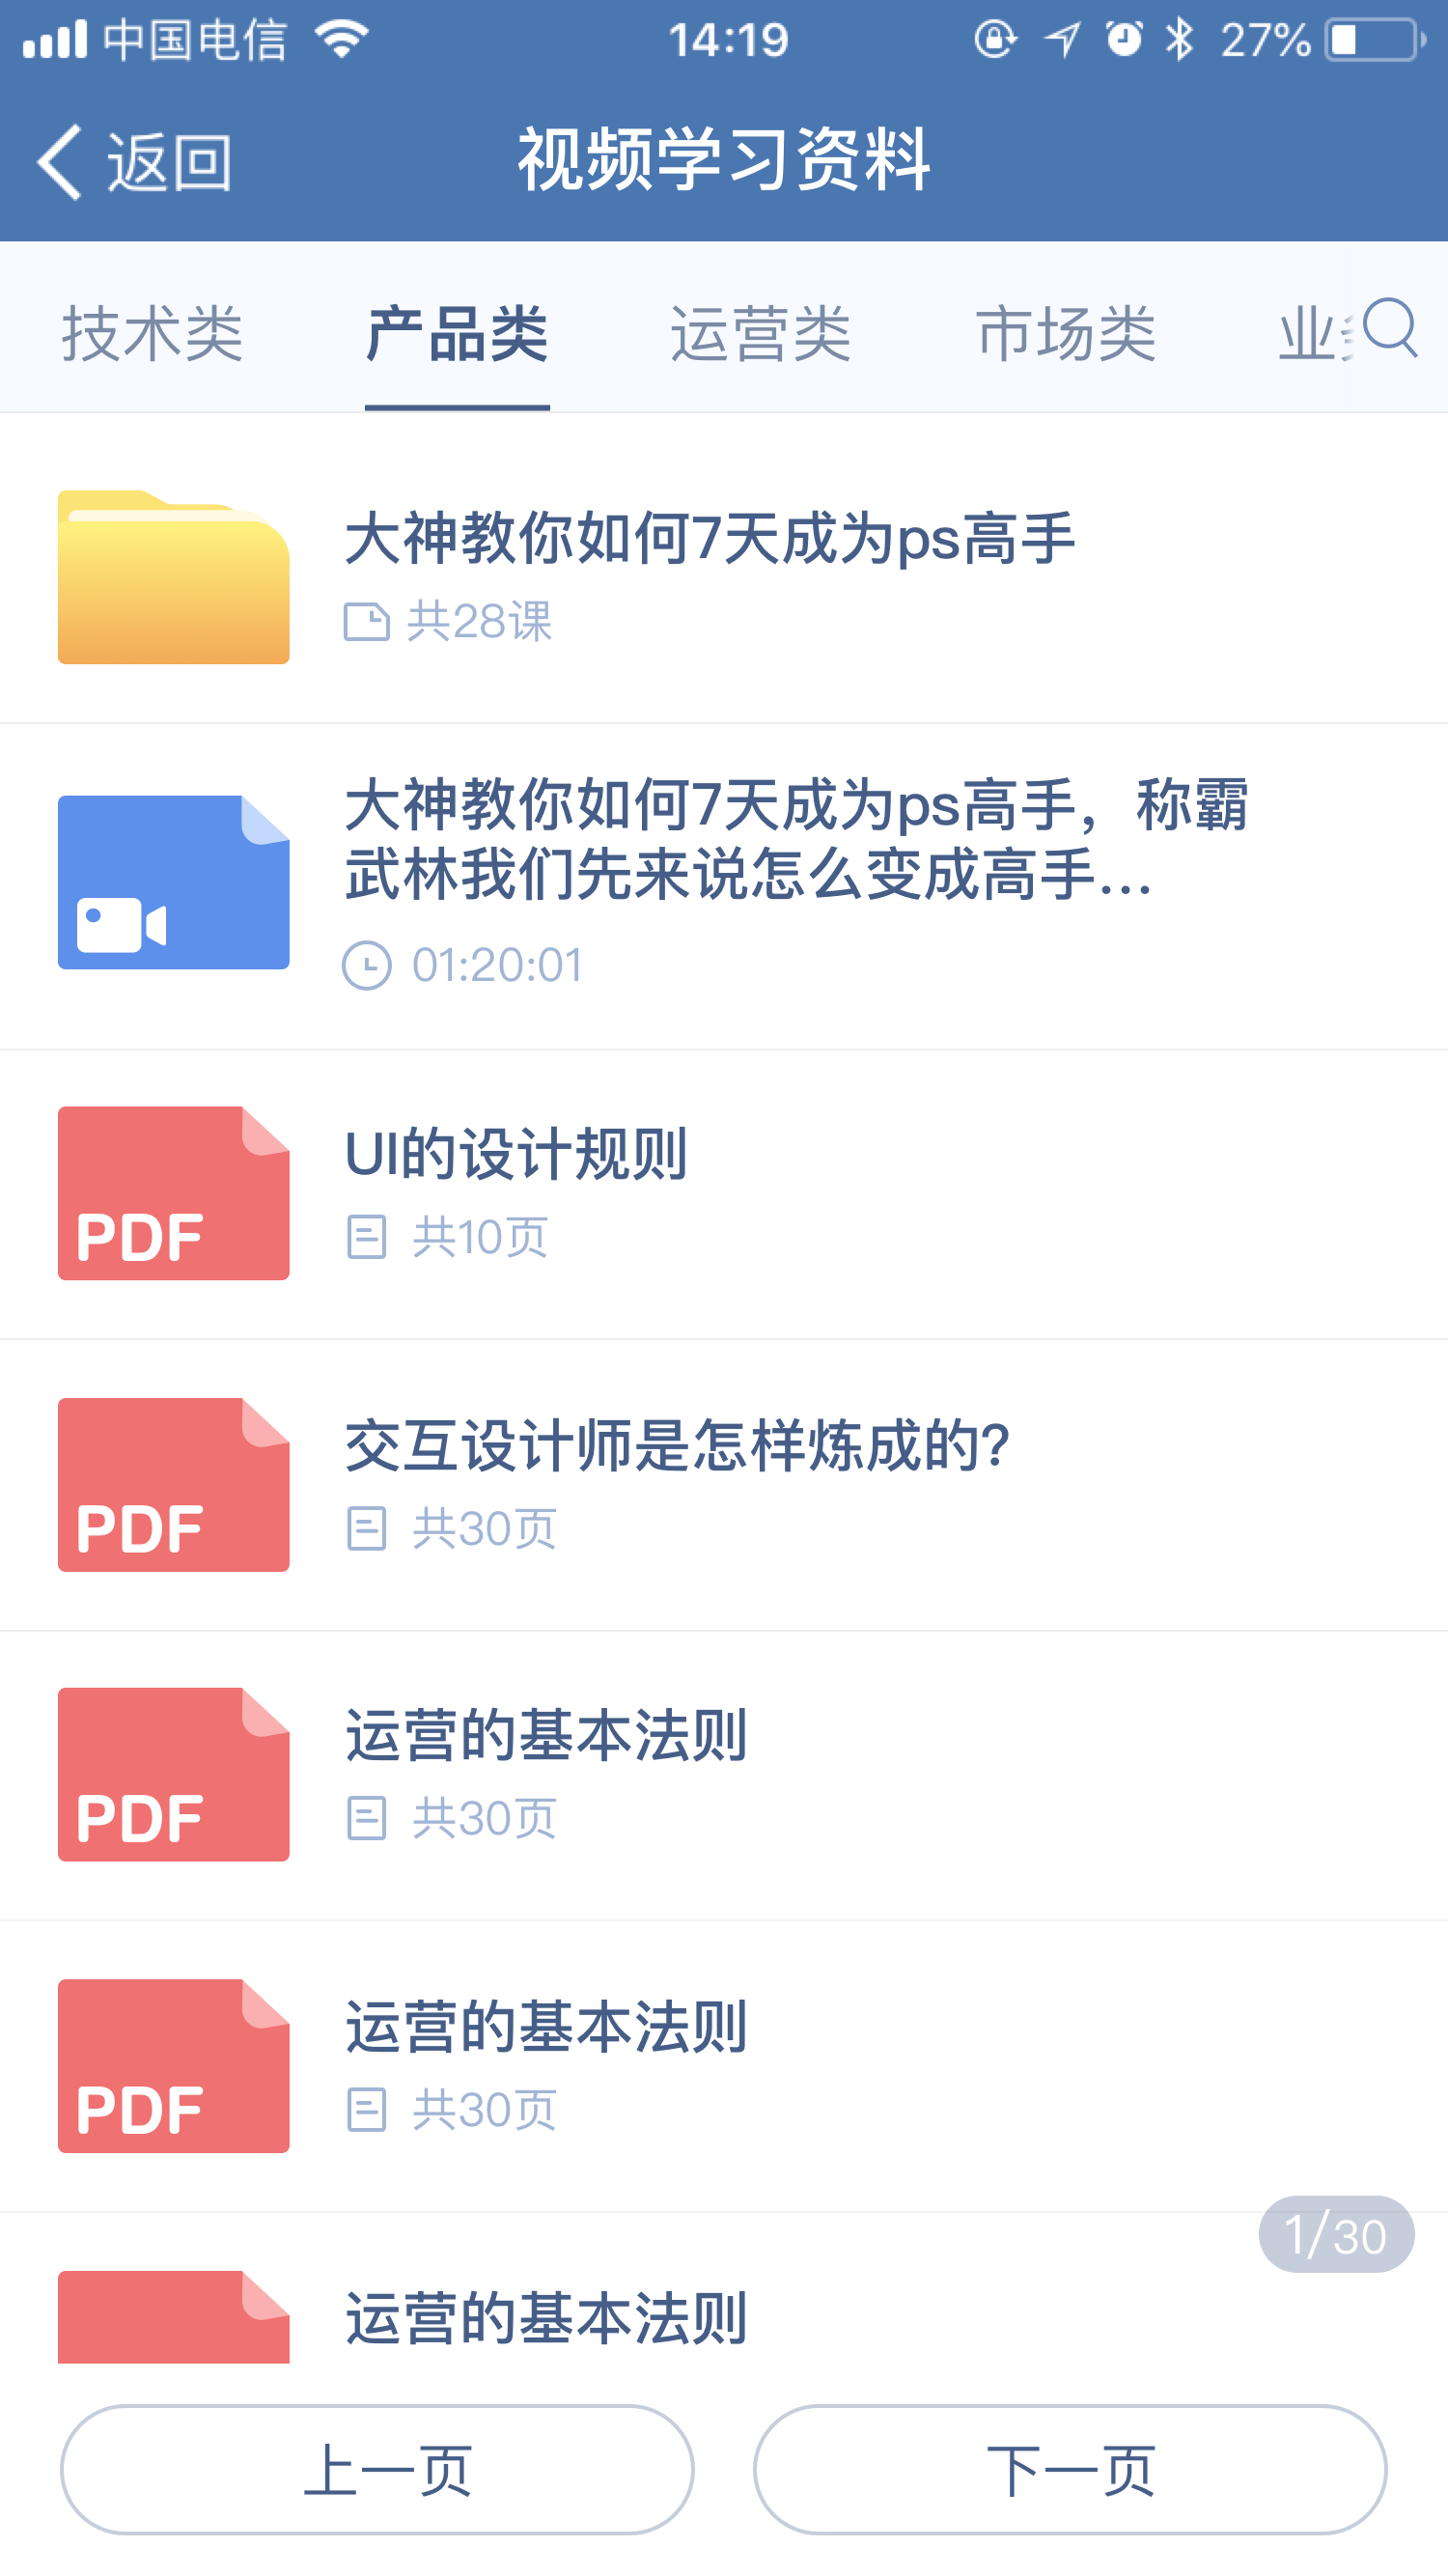 中国电信 14:19 27%
返回 视频学习资料
技术类 产品类 运营类 市场类 业
大神教你如何7天成为ps高手
共28课
大神教你如何7天成为ps高手，称霸
武林我们先来说怎么变成高手...
01:20:01
PDF
UI的设计规则
共10页
PDF
交互设计师是怎样炼成的?
共30页
PDF
运营的基本法则
共30页
PDF
运营的基本法则
共30页
1/30
运营的基本法则
上一页 下一页